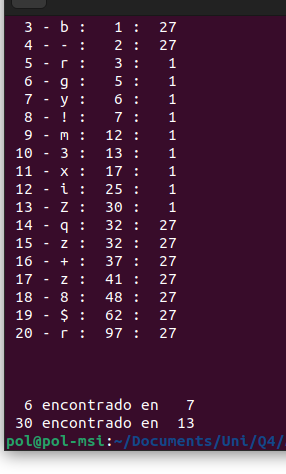 3 - b :   1 :  27
4 - - :   2 :  27
5 - r :   3 :   1
6 - g :   5 :   1
7 - y :   6 :   1
8 - ! :   7 :   1
9 - m :  12 :   1
10 - 3 :  13 :   1
11 - x :  17 :   1
12 - i :  25 :   1
13 - Z :  30 :   1
14 - q :  32 :  27
15 - z :  32 :  27
16 - + :  37 :  27
17 - z :  41 :  27
18 - 8 :  48 :  27
19 - $ :  62 :  27
20 - r :  97 :  27
6 encontrado en   7
30 encontrado en  13
pol@pol-msi:~/Documents/Uni/Q4/